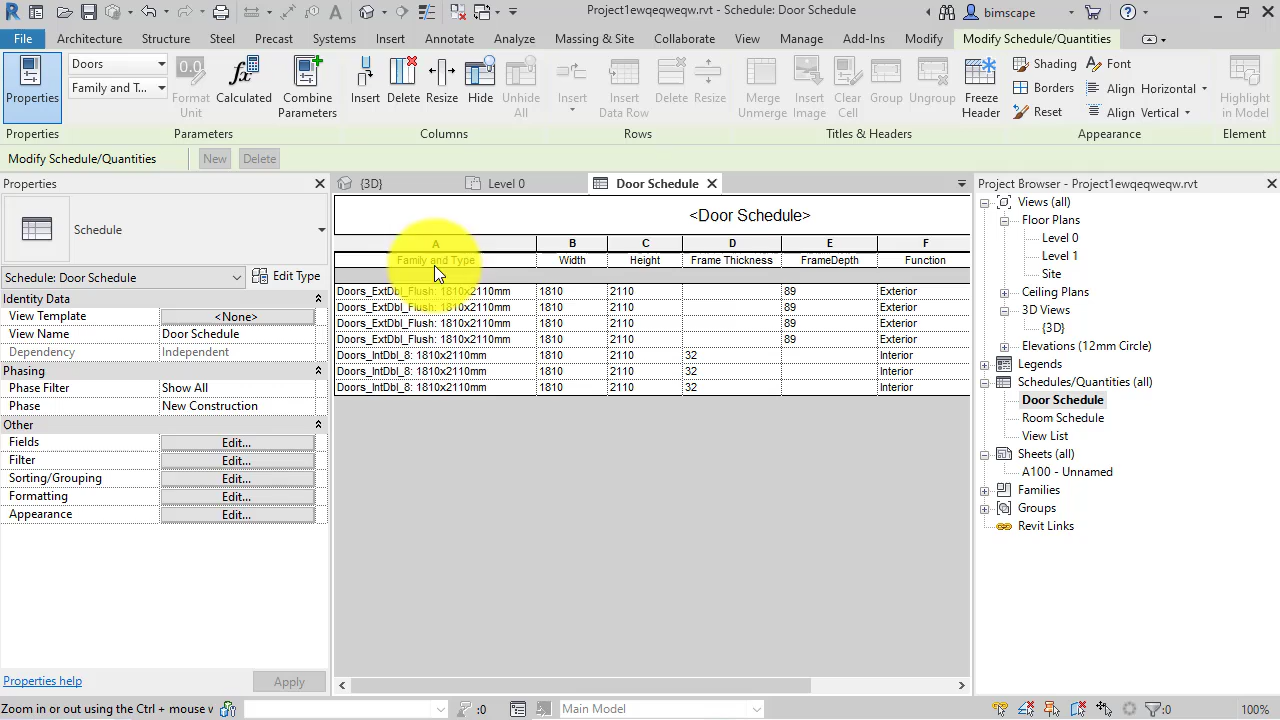 Project1ewqeqweqw.rvt - Schedule: Door Schedule
bimscape
File Architecture Structure Steel Precast Systems Insert Annotate Analyze Massing & Site Collaborate View Manage Add-Ins Modify Modify Schedule/Quantities
Properties
Doors
Family and T...
Format Unit
Calculated
Combine Parameters
Insert
Delete
Resize
Hide
Unhide All
Insert
Insert Data Row
Delete
Resize
Merge Unmerge
Insert Image
Clear Cell
Group
Ungroup
Freeze Header
Shading
Borders
Reset
Font
Align Horizontal
Align Vertical
Highlight in Model
Properties Parameters Columns Rows Titles & Headers Appearance Element
Modify Schedule/Quantities New Delete
Properties
Schedule
Schedule: Door Schedule Edit Type
Identity Data
View Template <None>
View Name Door Schedule
Dependency Independent
Phasing
Phase Filter Show All
Phase New Construction
Other
Fields Edit...
Filter Edit...
Sorting/Grouping Edit...
Formatting Edit...
Appearance Edit...
Properties help Apply
{3D} Level 0 Door Schedule
<Door Schedule>
A B C D E F
Family and Type Width Height Frame Thickness FrameDepth Function
Doors_ExtDbl_Flush: 1810x2110mm 1810 2110 89 Exterior
Doors_ExtDbl_Flush: 1810x2110mm 1810 2110 89 Exterior
Doors_ExtDbl_Flush: 1810x2110mm 1810 2110 89 Exterior
Doors_ExtDbl_Flush: 1810x2110mm 1810 2110 89 Exterior
Doors_IntDbl_8: 1810x2110mm 1810 2110 32 Interior
Doors_IntDbl_8: 1810x2110mm 1810 2110 32 Interior
Doors_IntDbl_8: 1810x2110mm 1810 2110 32 Interior
Project Browser - Project1ewqeqweqw.rvt
Views (all)
Floor Plans
Level 0
Level 1
Site
Ceiling Plans
3D Views
{3D}
Elevations (12mm Circle)
Legends
Schedules/Quantities (all)
Door Schedule
Room Schedule
View List
Sheets (all)
A100 - Unnamed
Families
Groups
Revit Links
Zoom in or out using the Ctrl + mouse w :0 Main Model :0 100%